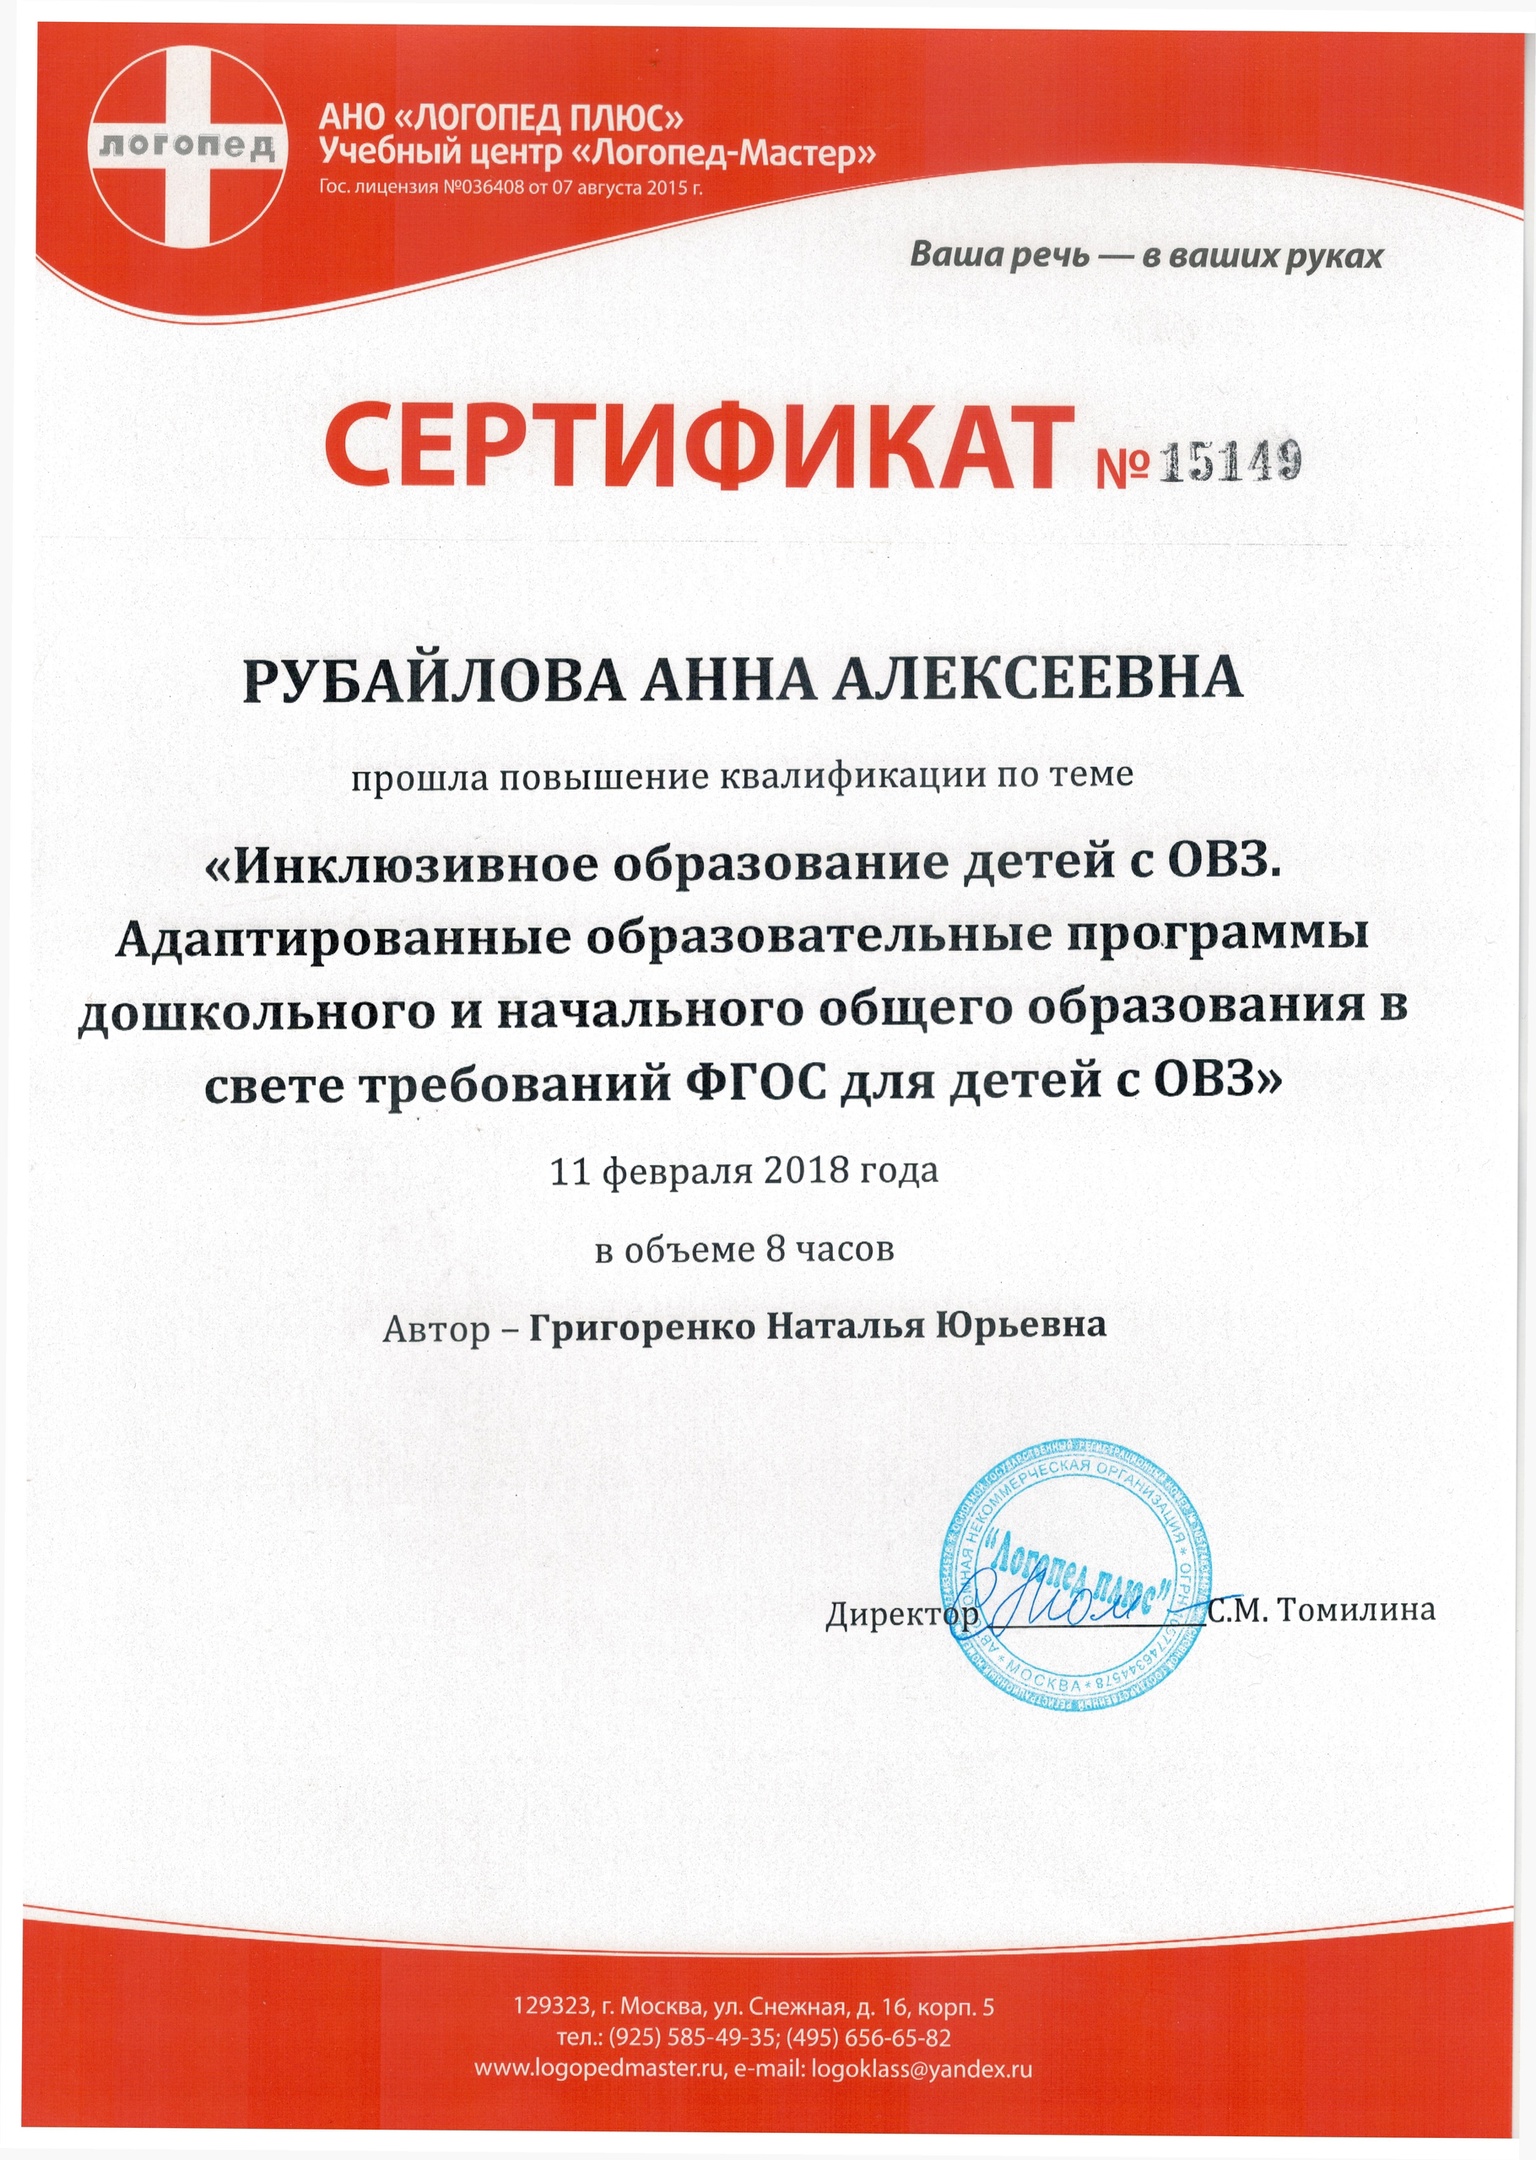 логопед
АНО «ЛОГОПЕД ПЛЮС»
Учебный центр «Логопед-Мастер»
Гос. лицензия №036408 от 07 августа 2015 г.
Ваша речь — в ваших руках
СЕРТИФИКАТ №15149
РУБАЙЛОВА АННА АЛЕКСЕЕВНА
прошла повышение квалификации по теме
«Инклюзивное образование детей с ОВЗ.
Адаптированные образовательные программы
дошкольного и начального общего образования в
свете требований ФГОС для детей с ОВЗ»
11 февраля 2018 года
в объеме 8 часов
Автор – Григоренко Наталья Юрьевна
НЕКОММЕРЧЕСКАЯ ОРГАНИЗАЦИЯ * ОГРН 1057746344578 * МОСКВА *
"Логопед плюс"
Директор С.М. Томилина
129323, г. Москва, ул. Снежная, д. 16, корп. 5
тел.: (925) 585-49-35; (495) 656-65-82
www.logopedmaster.ru, e-mail: logoklass@yandex.ru